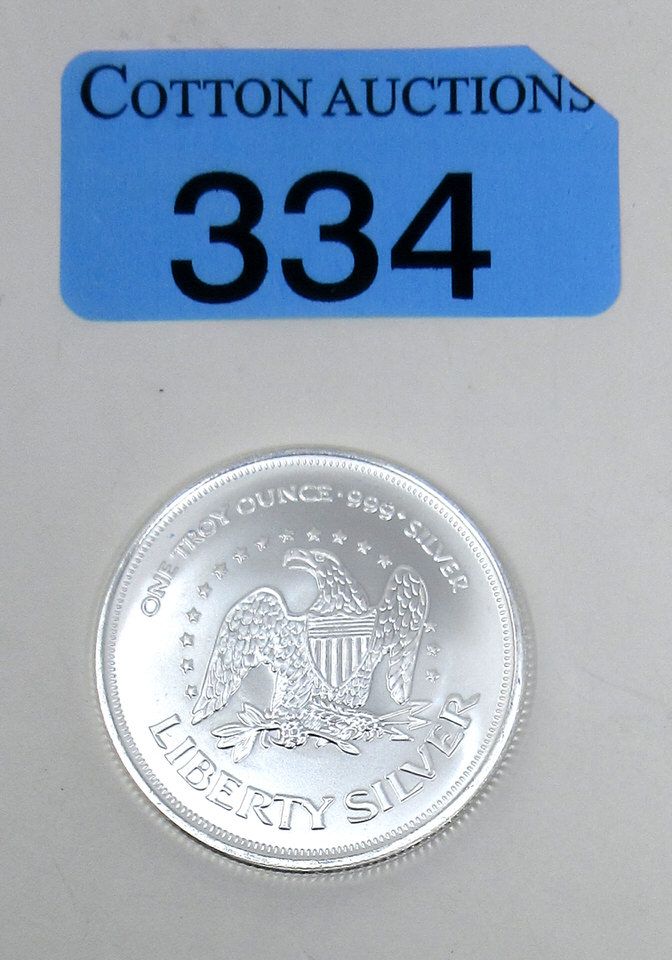 COTTON AUCTIONS
334
ONE TROY OUNCE · 999+ SILVER
LIBERTY SILVER